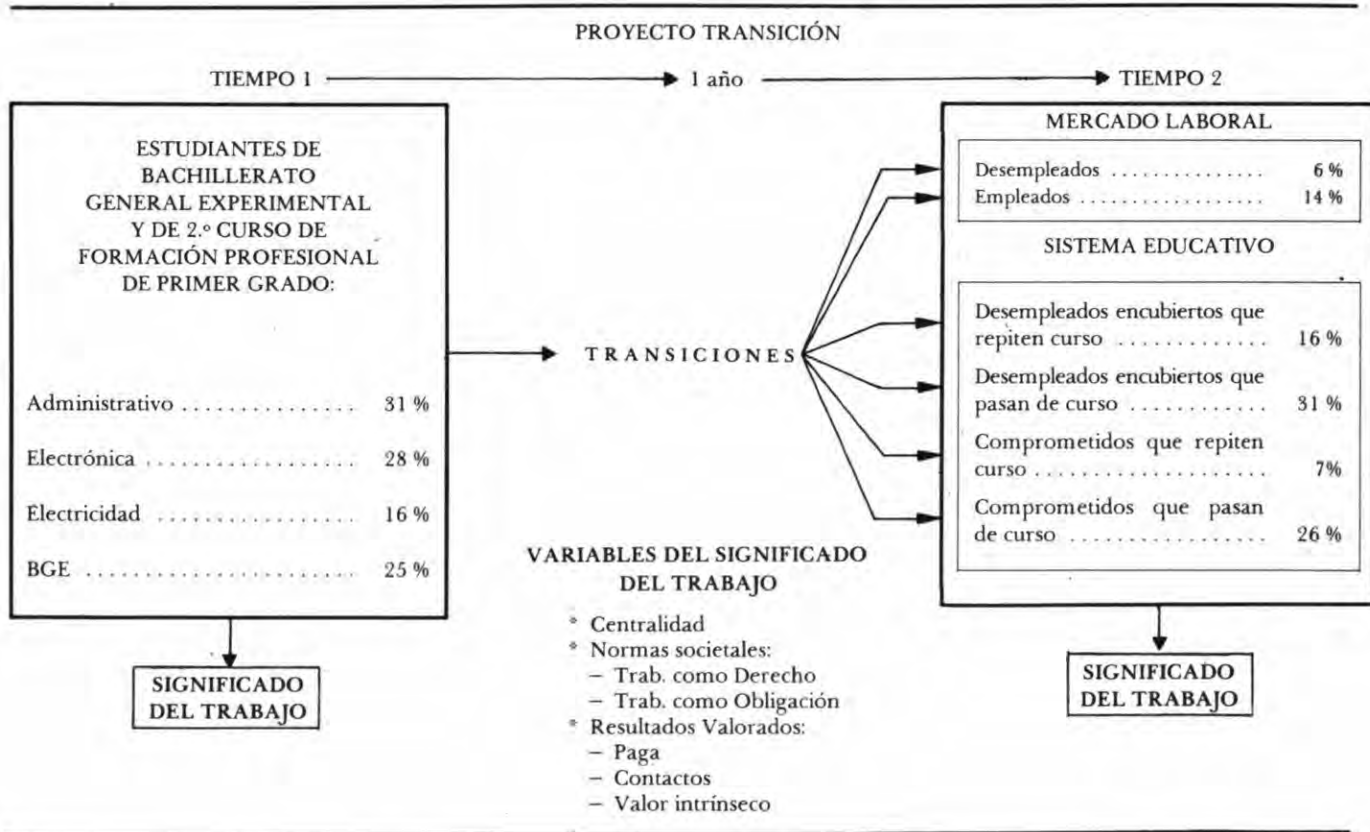 PROYECTO TRANSICIÓN
TIEMPO 1
1 año
TIEMPO 2
ESTUDIANTES DE
BACHILLERATO
GENERAL EXPERIMENTAL
Y DE 2.º CURSO DE
FORMACIÓN PROFESIONAL
DE PRIMER GRADO:
Administrativo ............... 31 %
Electrónica ................... 28 %
Electricidad .................. 16 %
BGE ........................ 25 %
SIGNIFICADO
DEL TRABAJO
TRANSICIONES
VARIABLES DEL SIGNIFICADO
DEL TRABAJO
* Centralidad
* Normas societales:
– Trab. como Derecho
– Trab. como Obligación
* Resultados Valorados:
– Paga
– Contactos
– Valor intrínseco
MERCADO LABORAL
Desempleados ............... 6 %
Empleados .................. 14 %
SISTEMA EDUCATIVO
Desempleados encubiertos que
repiten curso ............ 16 %
Desempleados encubiertos que
pasan de curso ........... 31 %
Comprometidos que repiten
curso ................... 7%
Comprometidos que pasan
de curso ................. 26 %
SIGNIFICADO
DEL TRABAJO